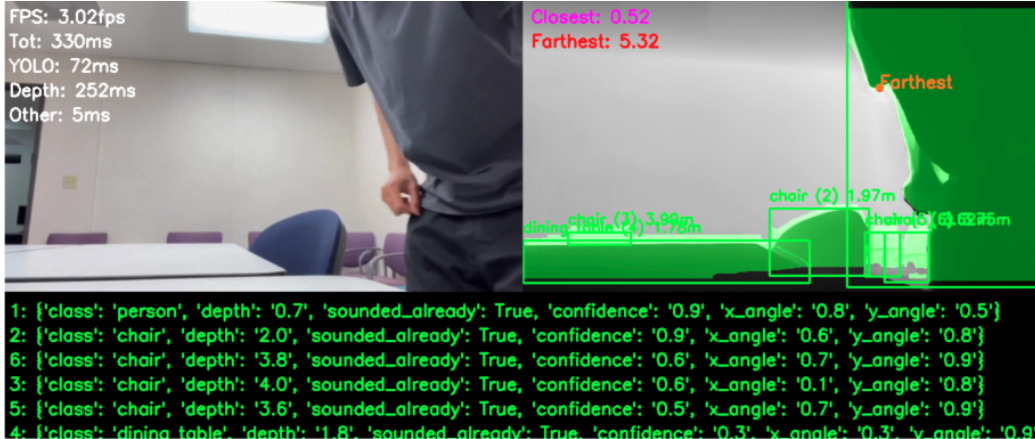 FPS: 3.02fps
Tot: 330ms
YOLO: 72ms
Depth: 252ms
Other: 5ms
Closest: 0.52
Farthest: 5.32
Farthest
chair (2) 1.97m
chair (3) 3.99m
dining table (4) 1.78m
1: {'class': 'person', 'depth': '0.7', 'sounded_already': True, 'confidence': '0.9', 'x_angle': '0.8', 'y_angle': '0.5'}
2: {'class': 'chair', 'depth': '2.0', 'sounded_already': True, 'confidence': '0.9', 'x_angle': '0.6', 'y_angle': '0.8'}
6: {'class': 'chair', 'depth': '3.8', 'sounded_already': True, 'confidence': '0.6', 'x_angle': '0.7', 'y_angle': '0.9'}
3: {'class': 'chair', 'depth': '4.0', 'sounded_already': True, 'confidence': '0.6', 'x_angle': '0.1', 'y_angle': '0.8'}
5: {'class': 'chair', 'depth': '3.6', 'sounded_already': True, 'confidence': '0.5', 'x_angle': '0.7', 'y_angle': '0.9'}
4: {'class': 'dining table', 'depth': '1.8', 'sounded_already': True, 'confidence': '0.3', 'x_angle': '0.3', 'y_angle':